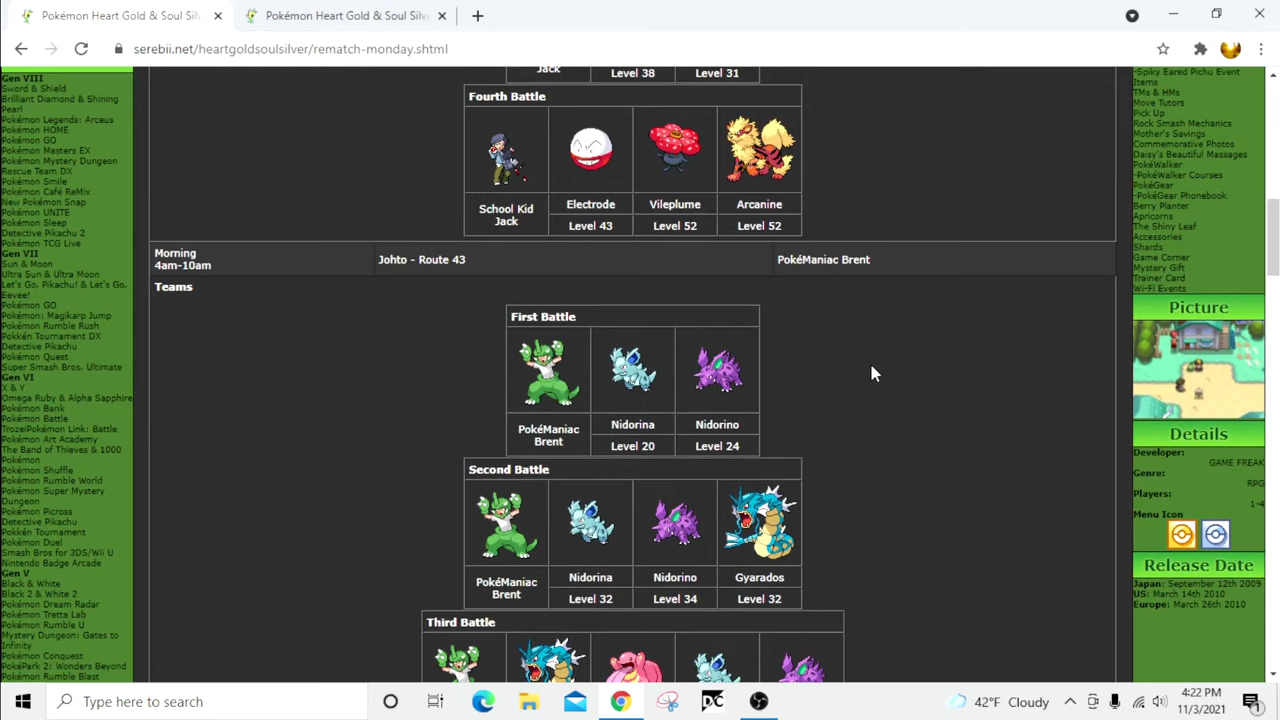 Pokémon Heart Gold & Soul Silv
Pokémon Heart Gold & Soul Silver
serebii.net/heartgoldsoulsilver/rematch-monday.shtml
Gen VIII
Sword & Shield
Brilliant Diamond & Shining
Pearl
Pokémon Legends: Arceus
Pokémon HOME
Pokémon GO
Pokémon Masters EX
Pokémon Mystery Dungeon
Rescue Team DX
Pokémon Smile
Pokémon Café ReMix
New Pokémon Snap
Pokémon UNITE
Pokémon Sleep
Detective Pikachu 2
Pokémon TCG Live
Gen VII
Sun & Moon
Ultra Sun & Ultra Moon
Let's Go, Pikachu! & Let's Go,
Eevee!
Pokémon GO
Pokémon: Magikarp Jump
Pokémon Rumble Rush
Pokkén Tournament DX
Detective Pikachu
Pokémon Quest
Super Smash Bros. Ultimate
Gen VI
X & Y
Omega Ruby & Alpha Sapphire
Pokémon Bank
Pokémon Battle
TrozeiPokémon Link: Battle
Pokémon Art Academy
The Band of Thieves & 1000
Pokémon
Pokémon Shuffle
Pokémon Rumble World
Pokémon Super Mystery
Dungeon
Pokémon Picross
Detective Pikachu
Pokkén Tournament
Pokémon Duel
Smash Bros for 3DS/Wii U
Nintendo Badge Arcade
Gen V
Black & White
Black 2 & White 2
Pokémon Dream Radar
Pokémon Tretta Lab
Pokémon Rumble U
Mystery Dungeon: Gates to
Infinity
Pokémon Conquest
PokéPark 2: Wonders Beyond
Pokémon Rumble Blast
Jack
Level 38
Level 31
Fourth Battle
School Kid
Jack
Electrode
Vileplume
Arcanine
Level 43
Level 52
Level 52
Morning
4am-10am
Johto - Route 43
PokéManiac Brent
Teams
First Battle
PokéManiac
Brent
Nidorina
Nidorino
Level 20
Level 24
Second Battle
PokéManiac
Brent
Nidorina
Nidorino
Gyarados
Level 32
Level 34
Level 32
Third Battle
-Spiky Eared Pichu Event
Items
TMs & HMs
Move Tutors
Pick Up
Rock Smash Mechanics
Mother's Savings
Commemorative Photos
Daisy's Beautiful Massages
PokéWalker
-PokéWalker Courses
PokéGear
-PokéGear Phonebook
Berry Planter
Apricorns
The Shiny Leaf
Accessories
Shards
Game Corner
Mystery Gift
Trainer Card
Wi-Fi Events
Picture
Details
Developer:
GAME FREAK
Genre:
RPG
Players:
1-4
Menu Icon
Release Date
Japan: September 12th 2009
US: March 14th 2010
Europe: March 26th 2010
Type here to search
DC
42°F Cloudy
4:22 PM
11/3/2021
1